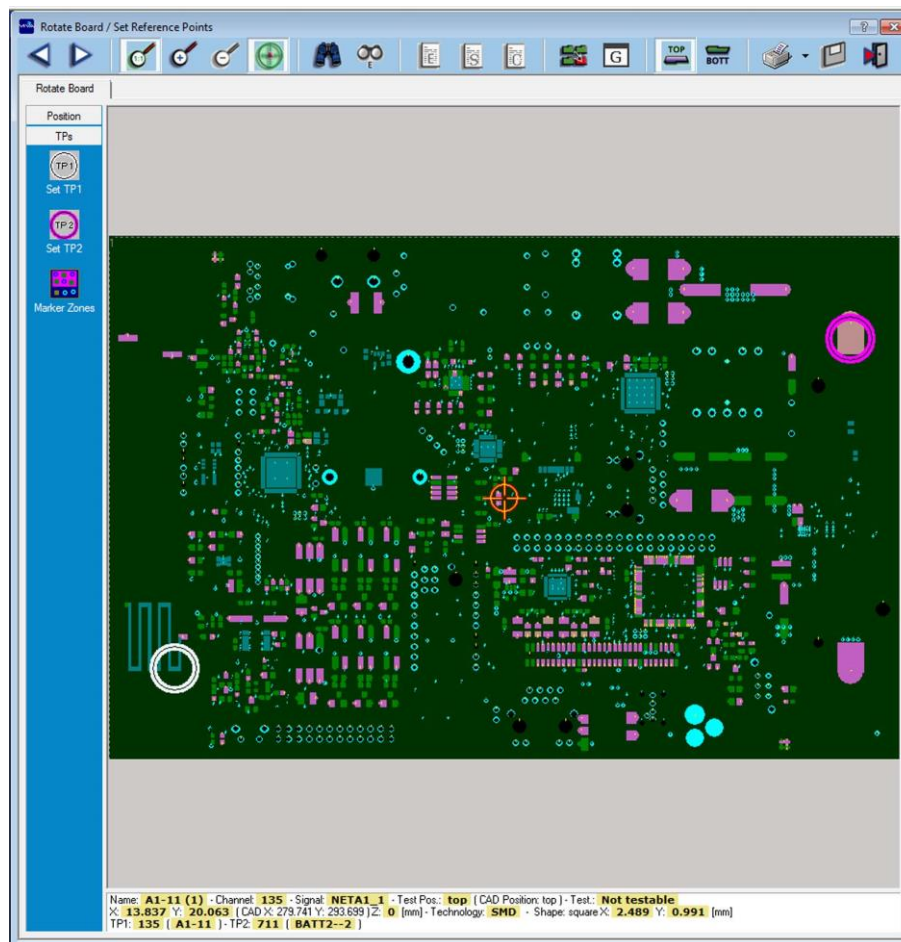 Rotate Board / Set Reference Points
1:1
E
E
S
C
G
TOP
BOTT
Rotate Board
Position
TPs
TP1
Set TP1
TP2
Set TP2
Marker Zones
1
Name: A1-11 (1) - Channel: 135 - Signal: NETA1_1 - Test Pos.: top ( CAD Position: top ) - Test.: Not testable
X: 13.837 Y: 20.063 ( CAD X: 279.741 Y: 293.699 ) Z: 0 [mm] - Technology: SMD - Shape: square X: 2.489 Y: 0.991 [mm]
TP1: 135 ( A1-11 ) - TP2: 711 ( BATT2--2 )